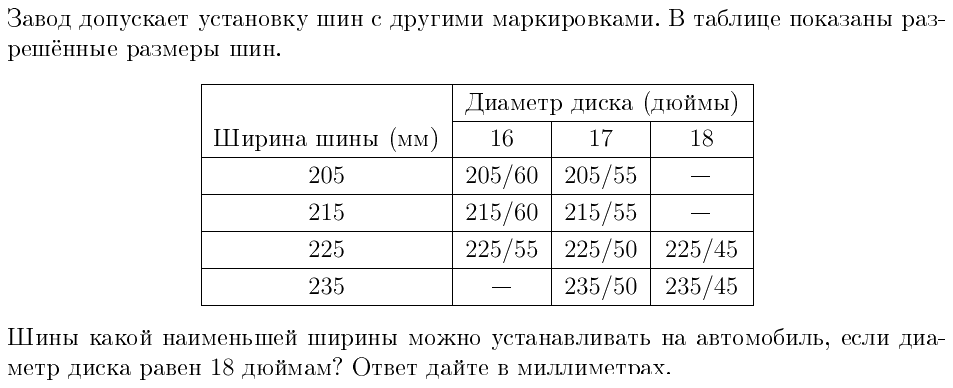 Завод допускает установку шин с другими маркировками. В таблице показаны раз-
решённые размеры шин.
Диаметр диска (дюймы)
Ширина шины (мм) 16 17 18
205 205/60 205/55 —
215 215/60 215/55 —
225 225/55 225/50 225/45
235 — 235/50 235/45
Шины какой наименьшей ширины можно устанавливать на автомобиль, если диа-
метр диска равен 18 дюймам? Ответ дайте в миллиметрах.